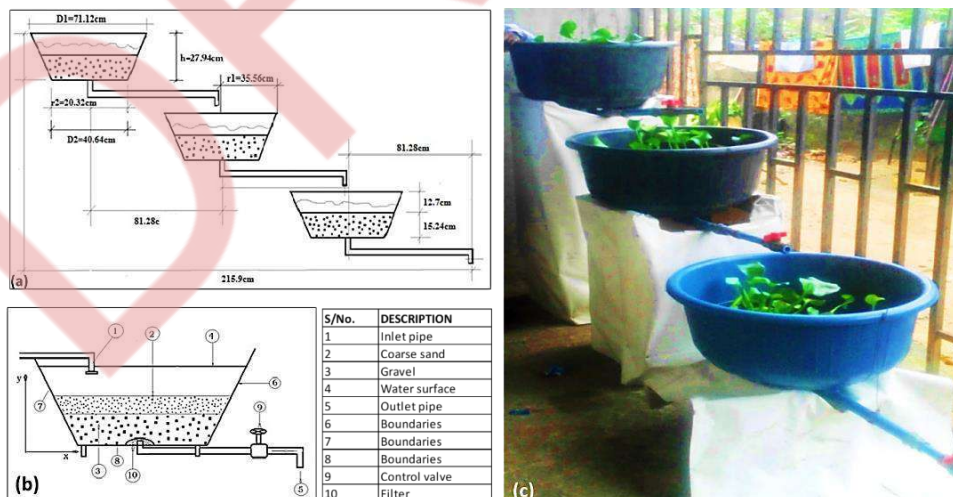 D1=71.12cm
h=27.94cm
r1=35.56cm
r2=20.32cm
D2=40.64cm
81.28cm
12.7cm
15.24cm
81.28c
215.9cm
(a)
1
2
4
y
6
7
9
x
3
8
10
5
(b)
S/No. DESCRIPTION
1 Inlet pipe
2 Coarse sand
3 Gravel
4 Water surface
5 Outlet pipe
6 Boundaries
7 Boundaries
8 Boundaries
9 Control valve
10 Filter
(c)